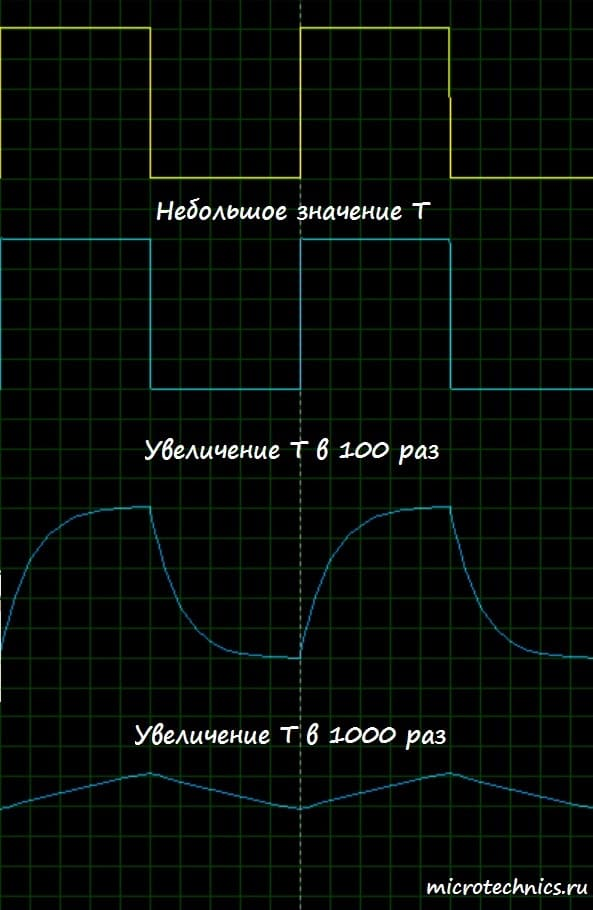 Небольшое значение T
Увеличение T в 100 раз
Увеличение T в 1000 раз
microtechnics.ru